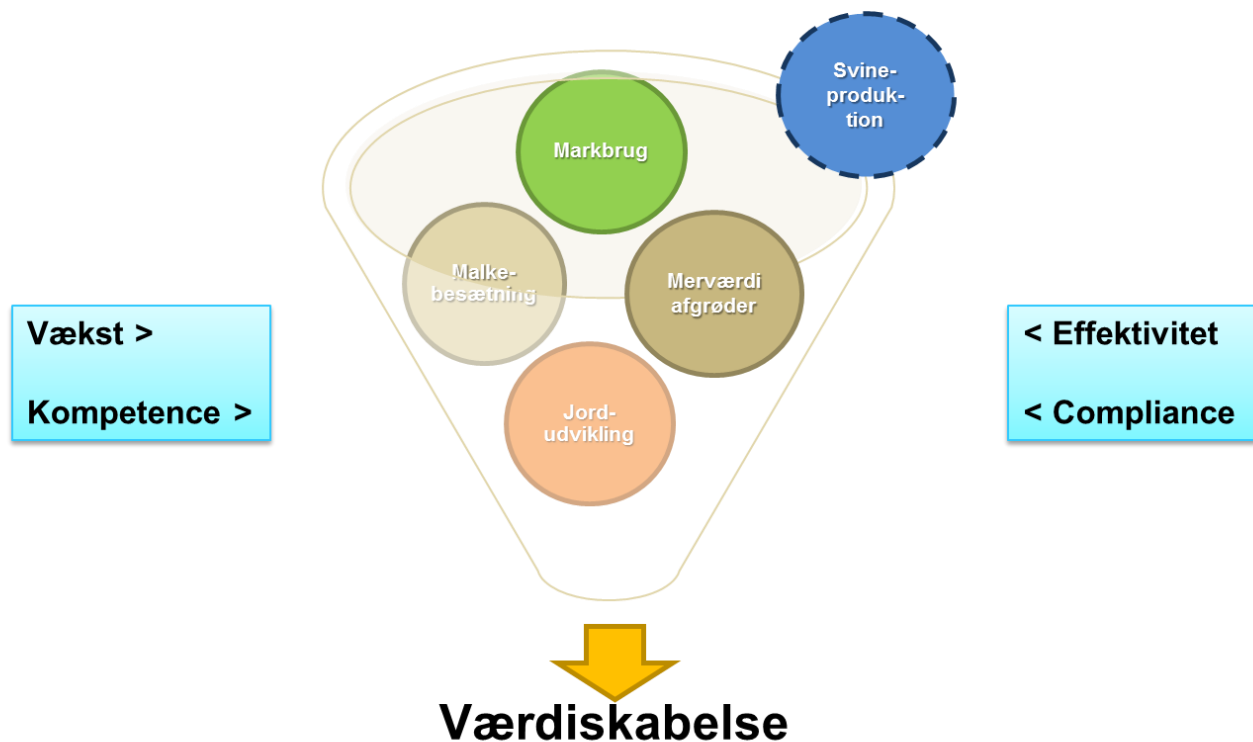 Svine-
produk-
tion
Markbrug
Malke-
besætning
Merværdi
afgrøder
Vækst >
Kompetence >
< Effektivitet
< Compliance
Jord-
udvikling
Værdiskabelse